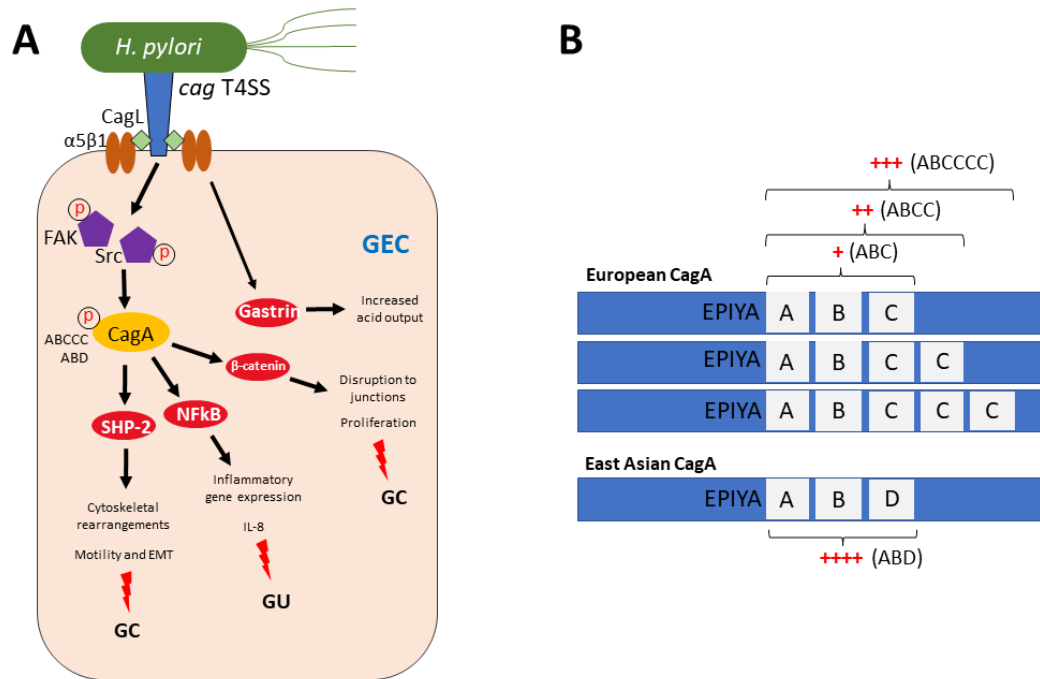 A
H. pylori
cag T4SS
CagL
α5β1
p
FAK
Src
p
GEC
Gastrin
Increased
acid output
p
CagA
ABCCC
ABD
β-catenin
Disruption to
junctions
Proliferation
GC
SHP-2
NFkB
Cytoskeletal
rearrangements
Motility and EMT
GC
Inflammatory
gene expression
IL-8
GU
B
+++ (ABCCCC)
++ (ABCC)
+ (ABC)
European CagA
EPIYA A B C
EPIYA A B C C
EPIYA A B C C C
East Asian CagA
EPIYA A B D
++++ (ABD)